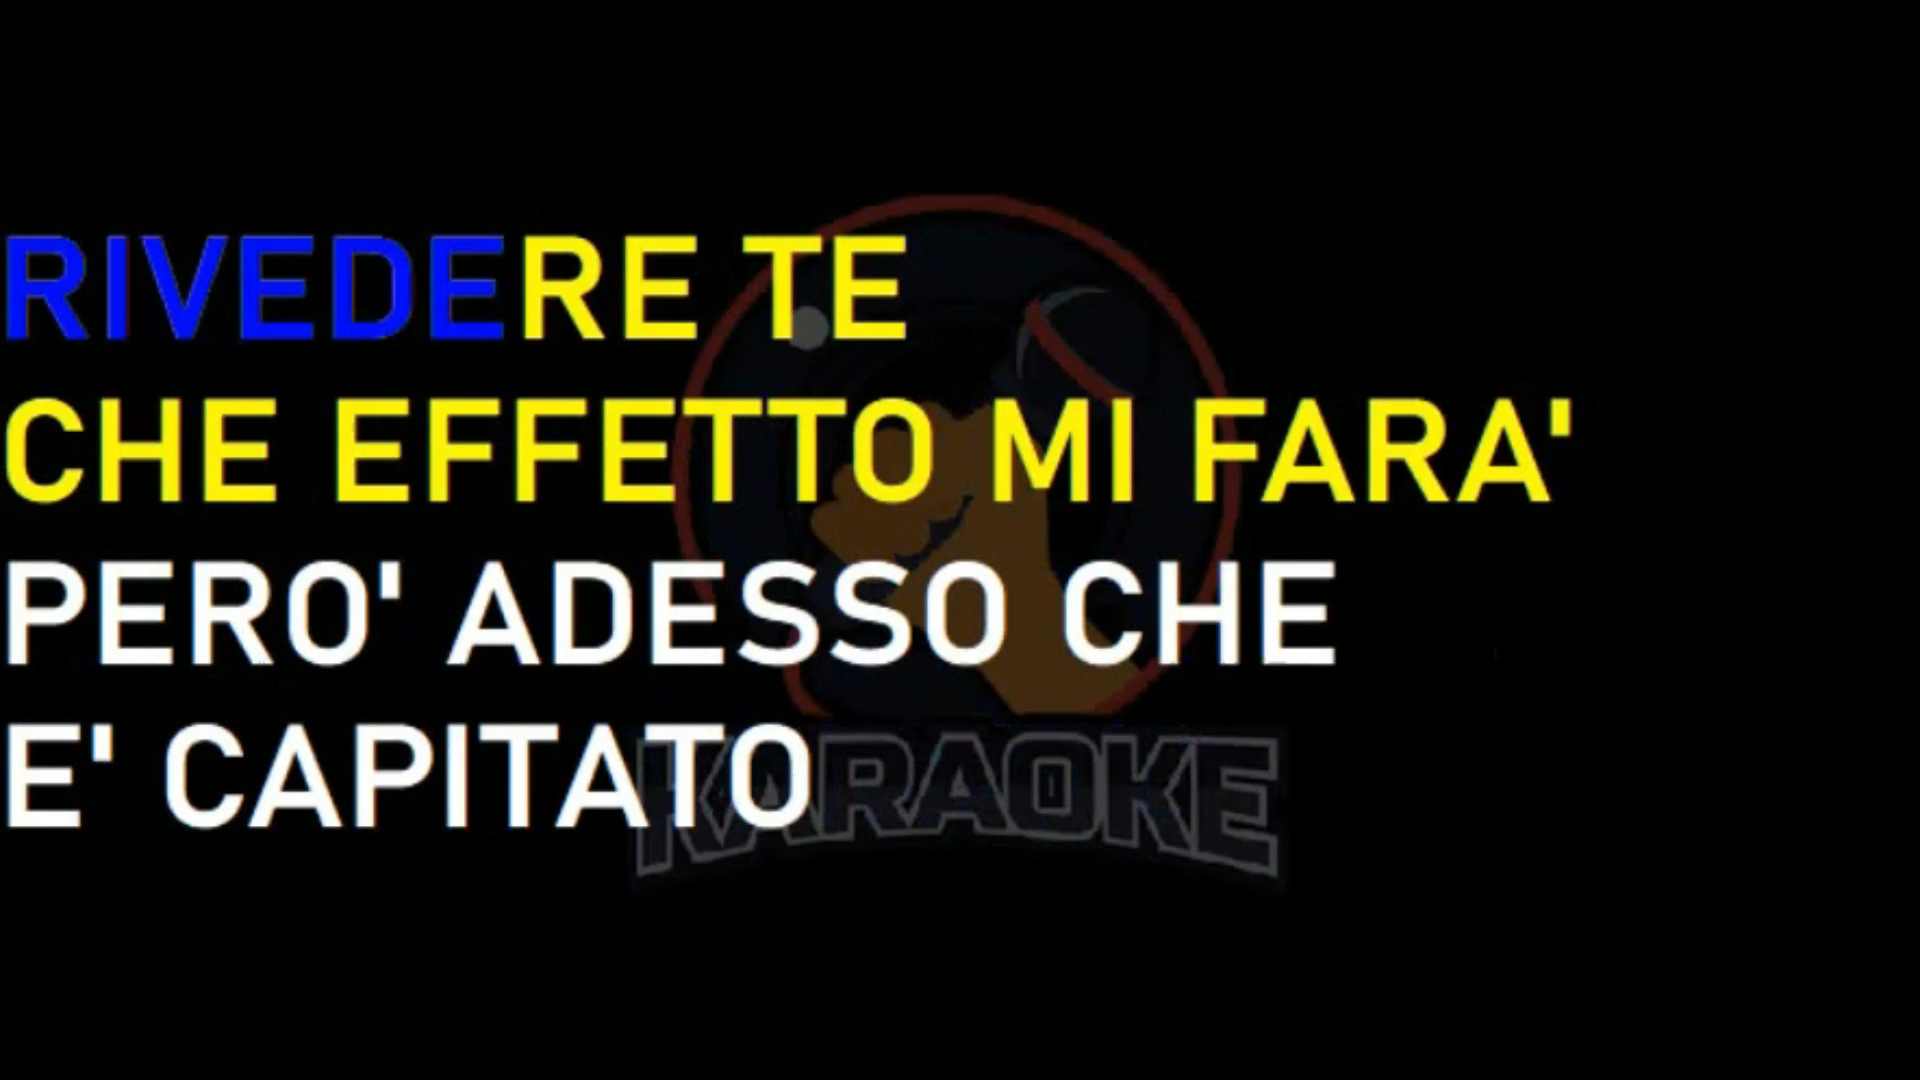 RIVEDERE TE
CHE EFFETTO MI FARA'
PERO' ADESSO CHE
E' CAPITATO
KARAOKE